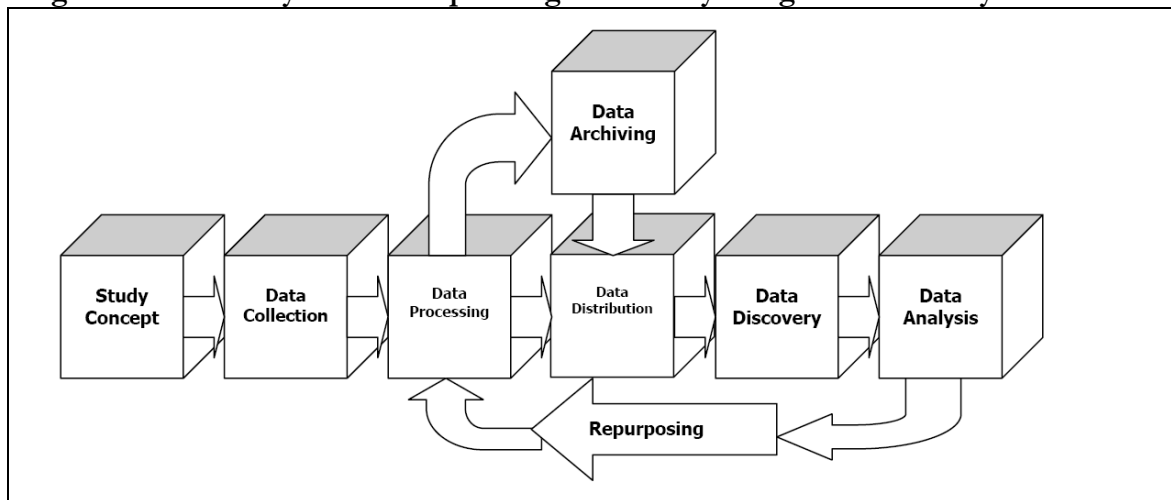 Data
Archiving
Study
Concept
Data
Collection
Data
Processing
Data
Distribution
Data
Discovery
Data
Analysis
Repurposing